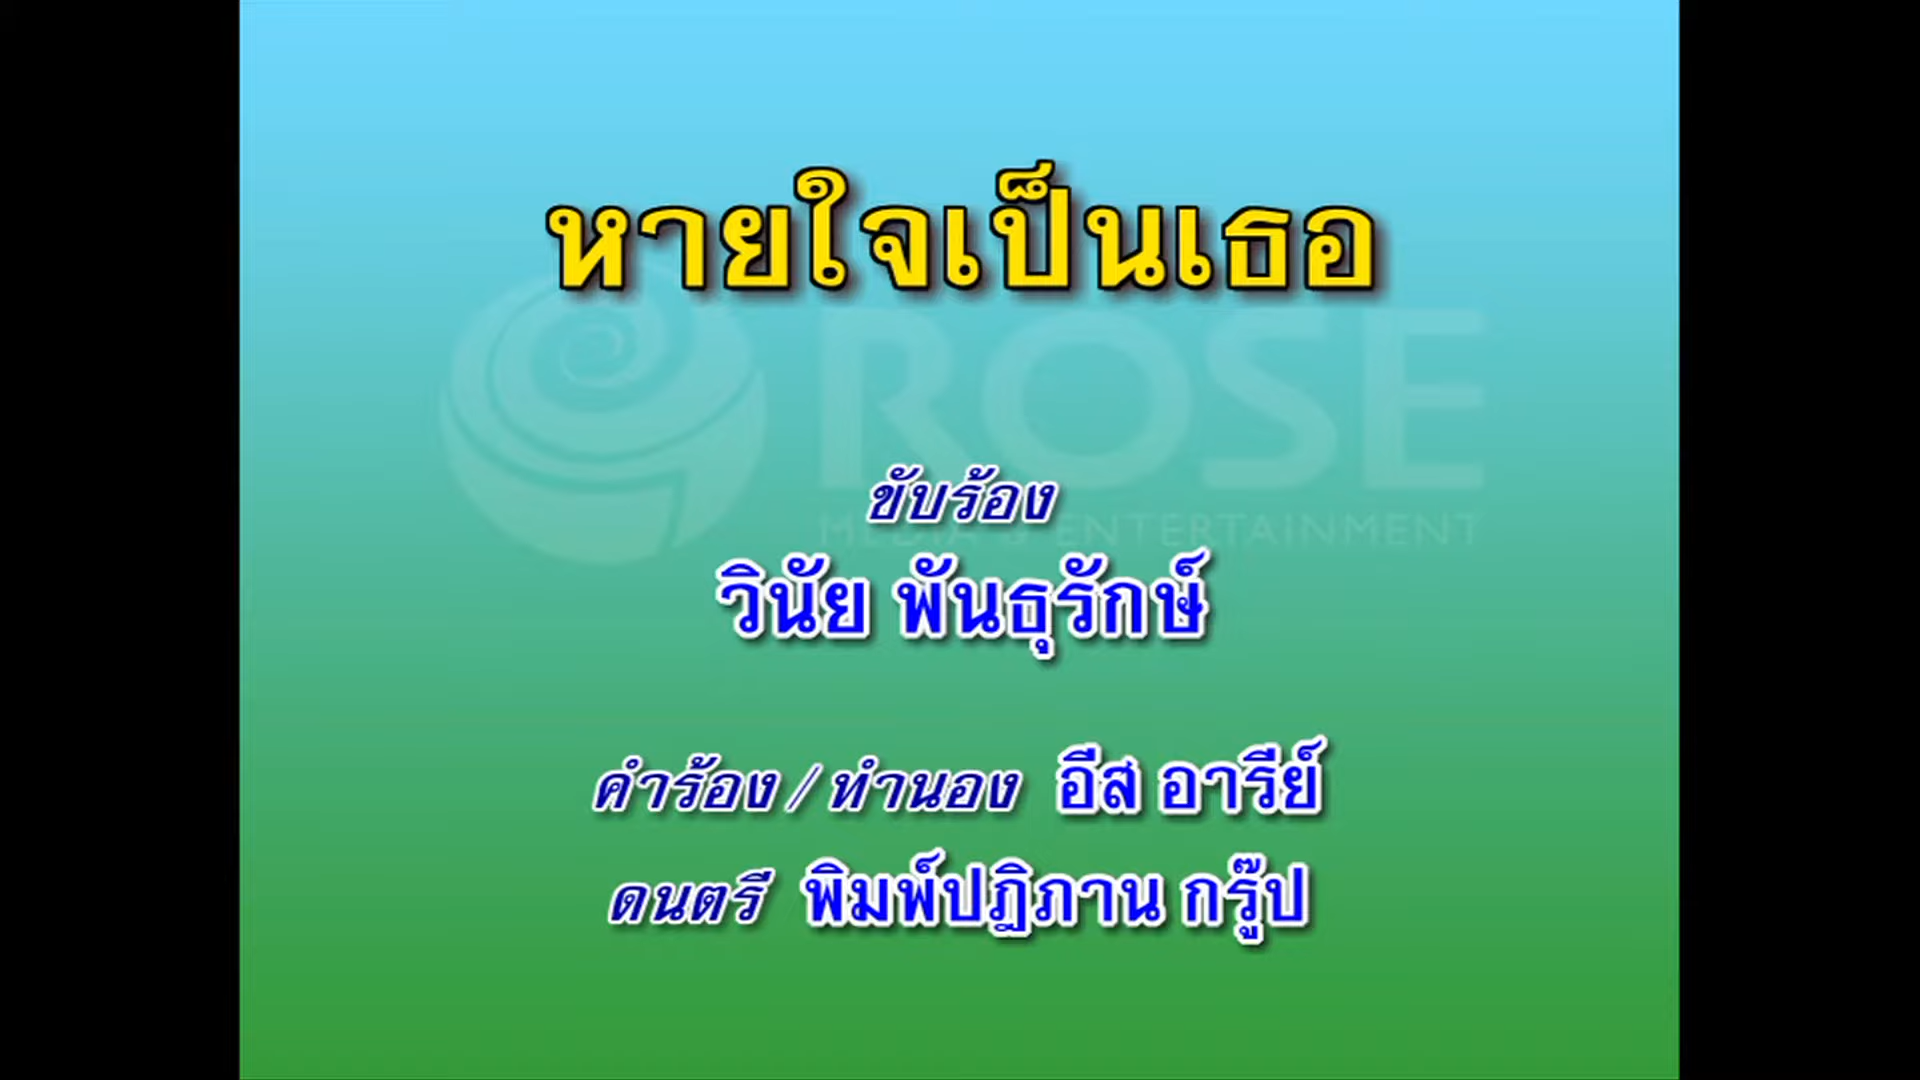 หายใจเป็นเธอ
ROSE
MEDIA & ENTERTAINMENT
ขับร้อง
วินัย พันธุรักษ์
คำร้อง / ทำนอง อีส อารีย์
ดนตรี พิมพ์ปฎิภาน กรุ๊ป